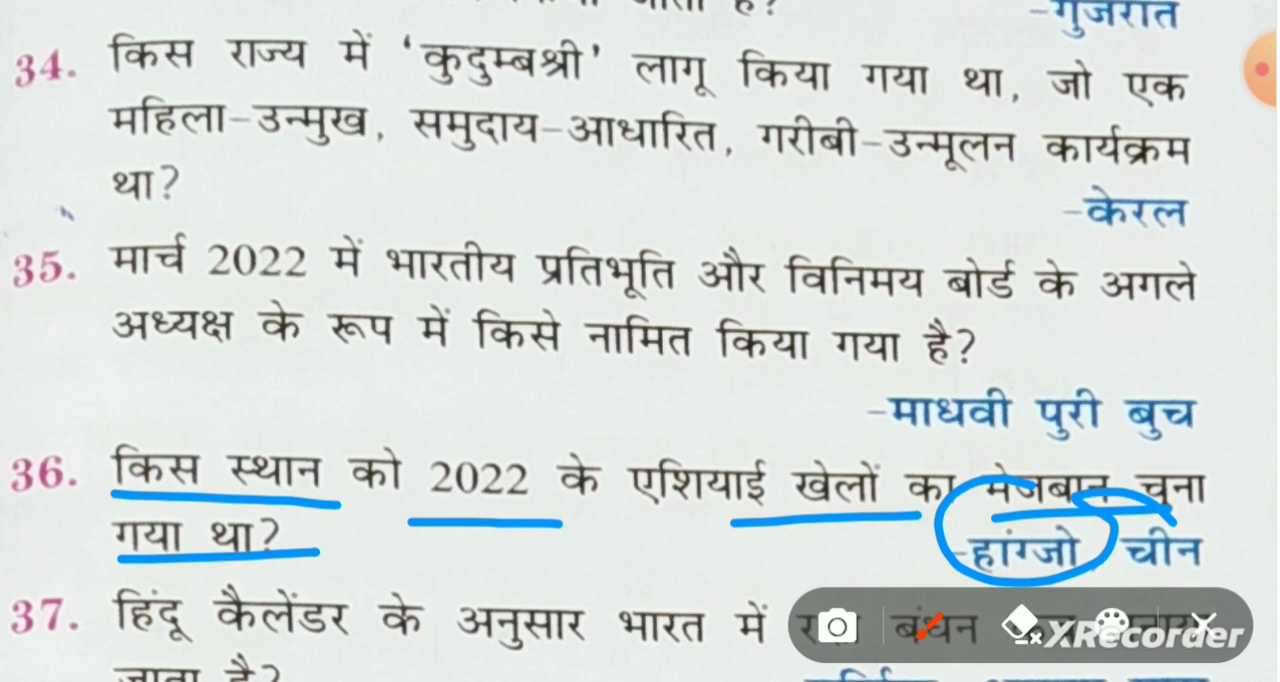 -गुजरात
34. किस राज्य में ‘कुदुम्बश्री’ लागू किया गया था, जो एक
महिला-उन्मुख, समुदाय-आधारित, गरीबी-उन्मूलन कार्यक्रम
था?
-केरल
35. मार्च 2022 में भारतीय प्रतिभूति और विनिमय बोर्ड के अगले
अध्यक्ष के रूप में किसे नामित किया गया है?
-माधवी पुरी बुच
36. किस स्थान को 2022 के एशियाई खेलों का मेजबान चुना
गया था?
-हांग्जो चीन
37. हिंदू कैलेंडर के अनुसार भारत में बंधन
XRecorder
जाता है?